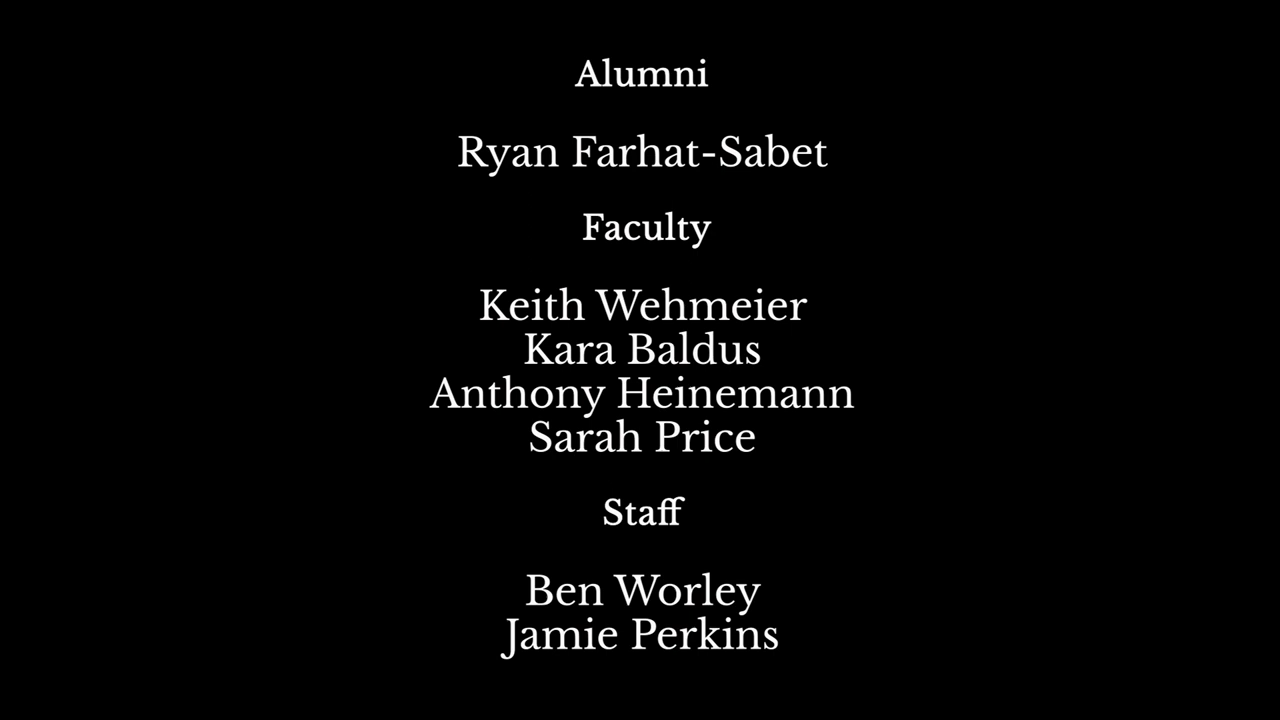 Alumni
Ryan Farhat-Sabet
Faculty
Keith Wehmeier
Kara Baldus
Anthony Heinemann
Sarah Price
Staff
Ben Worley
Jamie Perkins